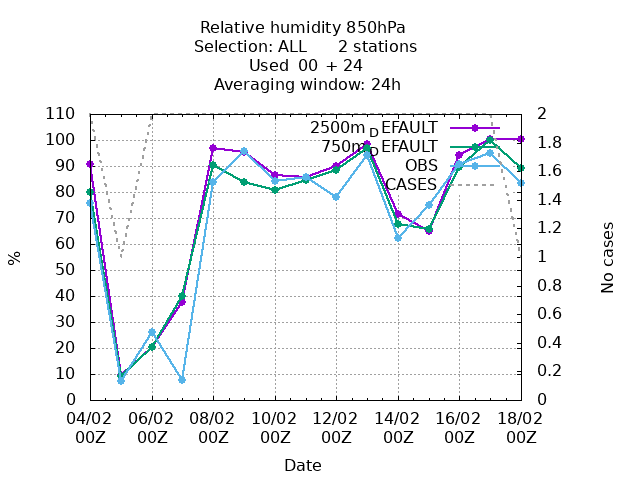 Relative humidity 850hPa
Selection: ALL      2 stations
Used  00  + 24
Averaging window: 24h
110
100
90
80
70
60
50
40
30
20
10
0
%
2500m DEFAULT
750m DEFAULT
OBS
CASES
2
1.8
1.6
1.4
1.2
1
0.8
0.6
0.4
0.2
0
No cases
04/02 06/02 08/02 10/02 12/02 14/02 16/02 18/02
00Z 00Z 00Z 00Z 00Z 00Z 00Z 00Z
Date